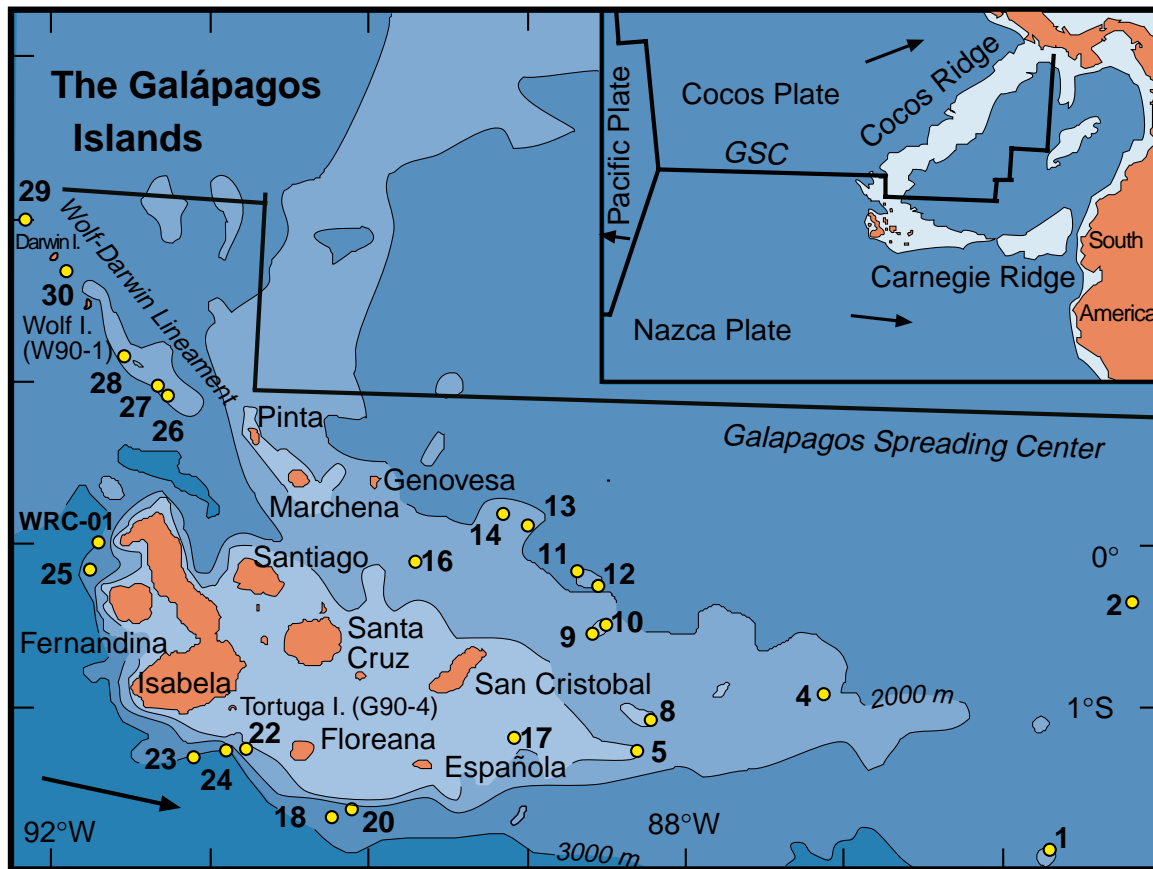 The Galápagos
Islands
29
Darwin I.
30
Wolf-Darwin Lineament
Wolf I.
(W90-1)
28
27
26
Pacific Plate
Cocos Plate
Cocos Ridge
GSC
South
America
Carnegie Ridge
Nazca Plate
Pinta
Galapagos Spreading Center
Genovesa
Marchena
13
14
WRC-01
Santiago
16
11
12
0°
25
2
10
9
Fernandina
Santa
Cruz
Isabela
San Cristobal
4
2000 m
1°S
Tortuga I. (G90-4)
8
22
Floreana
17
5
23
24
Española
18
20
92°W
88°W
3000 m
1